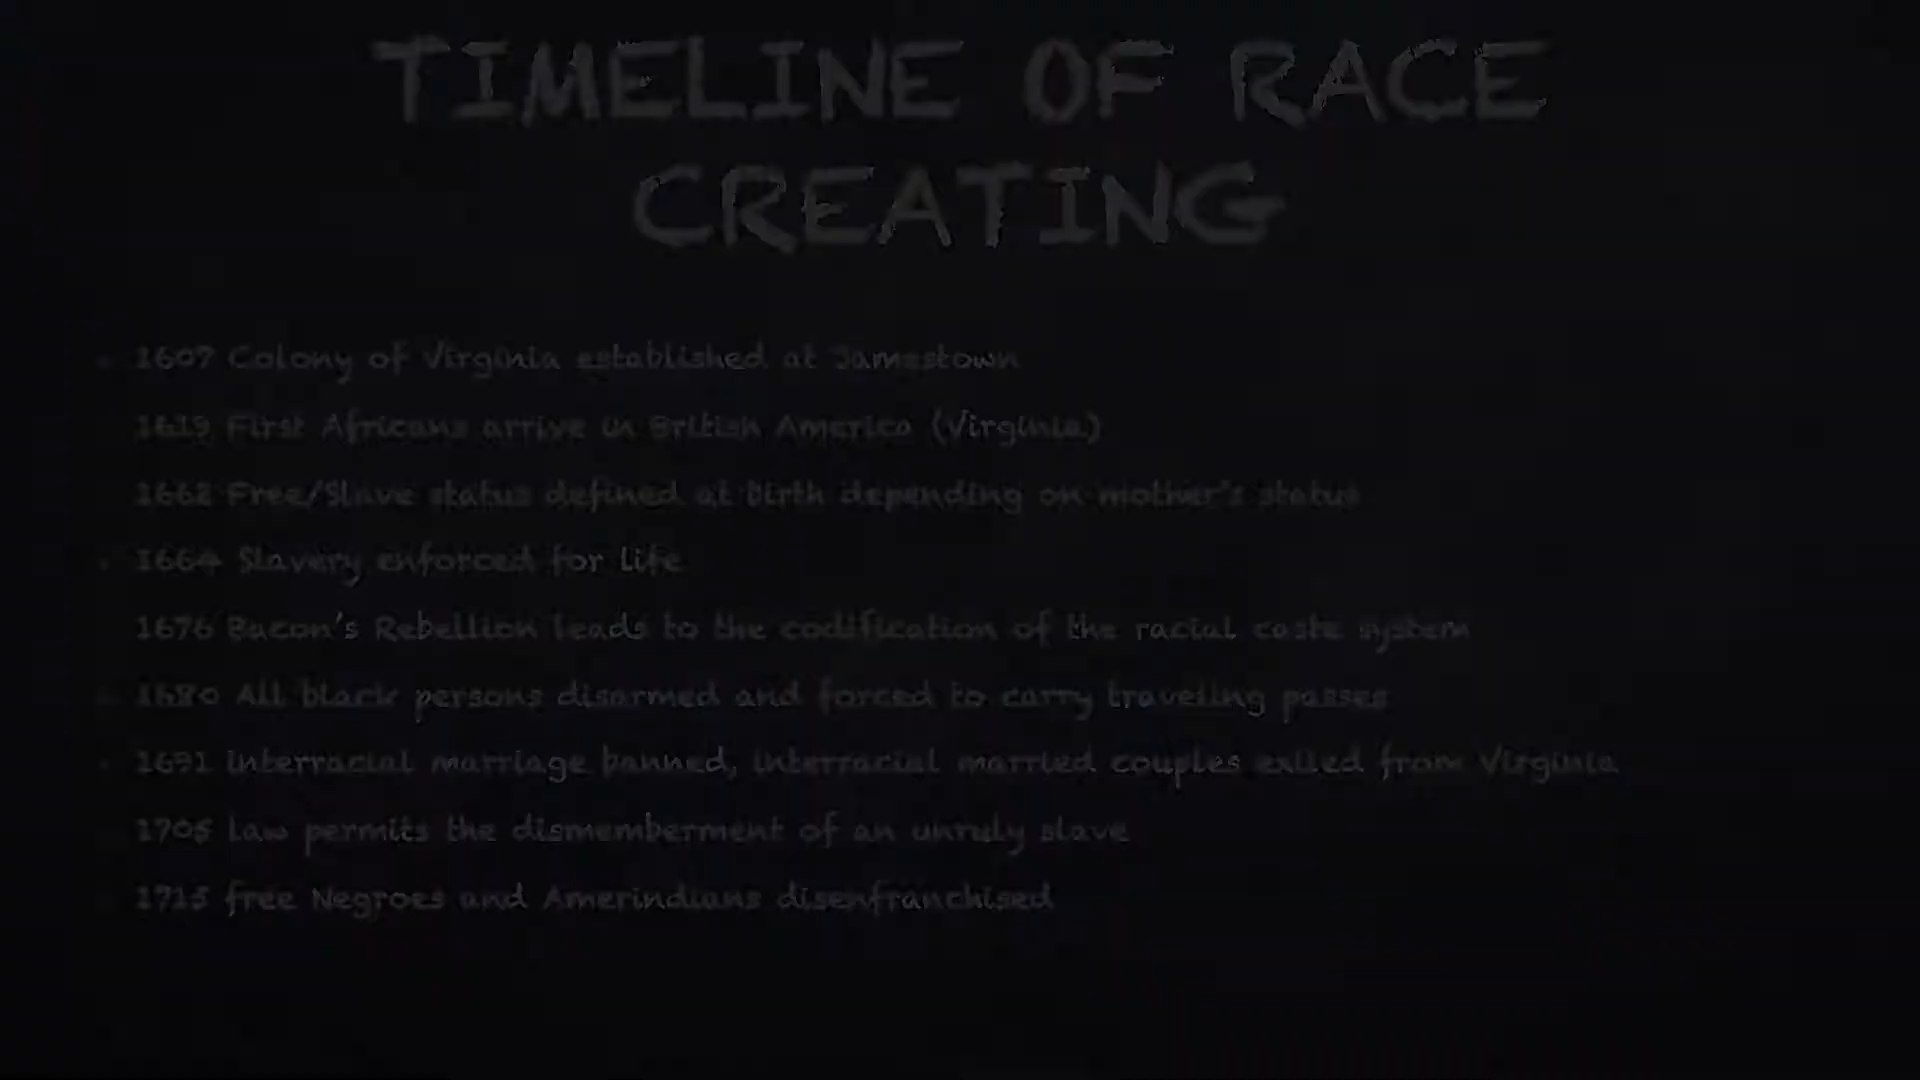 TIMELINE OF RACE
CREATING
1607 Colony of Virginia established at Jamestown
1619 First Africans arrive in British America (Virginia)
1662 Free/Slave status defined at birth depending on mother's status
1664 Slavery enforced for life
1676 Bacon's Rebellion leads to the codification of the racial caste system
1680 All black persons disarmed and forced to carry traveling passes
1691 interracial marriage banned, interracial married couples exiled from Virginia
1705 law permits the dismemberment of an unruly slave
1715 free Negroes and Amerindians disenfranchised